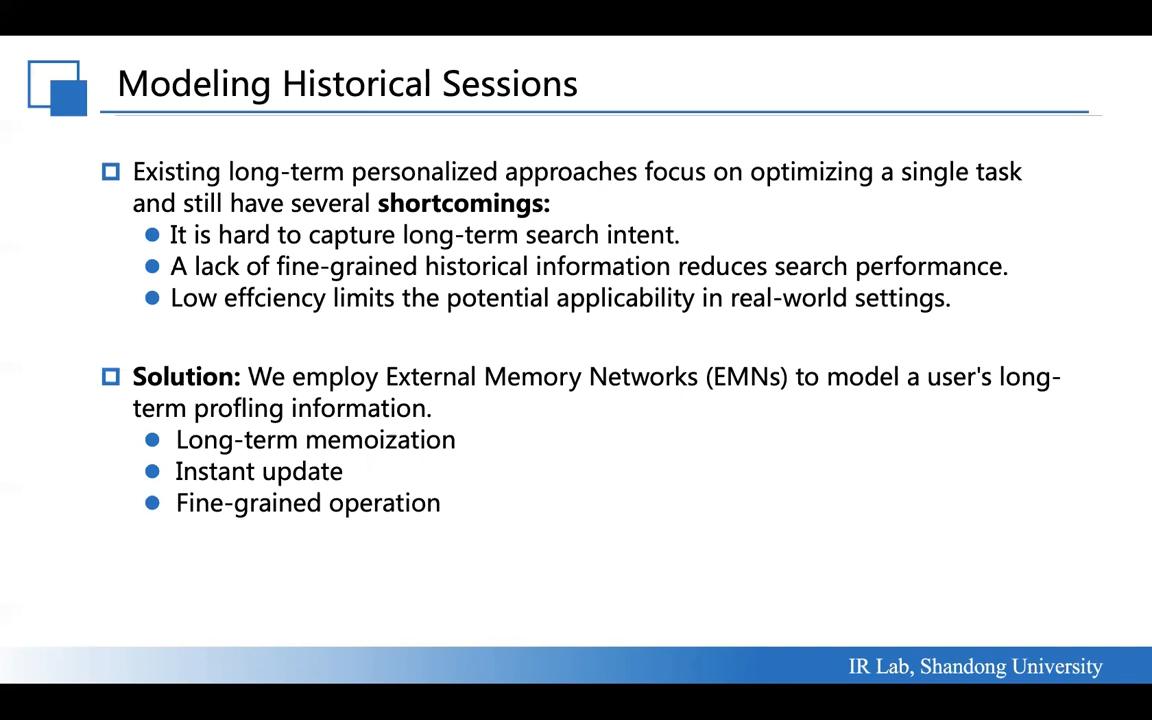 Modeling Historical Sessions
Existing long-term personalized approaches focus on optimizing a single task
and still have several shortcomings:
It is hard to capture long-term search intent.
A lack of fine-grained historical information reduces search performance.
Low effciency limits the potential applicability in real-world settings.
Solution: We employ External Memory Networks (EMNs) to model a user's long-
term profling information.
Long-term memoization
Instant update
Fine-grained operation
IR Lab, Shandong University